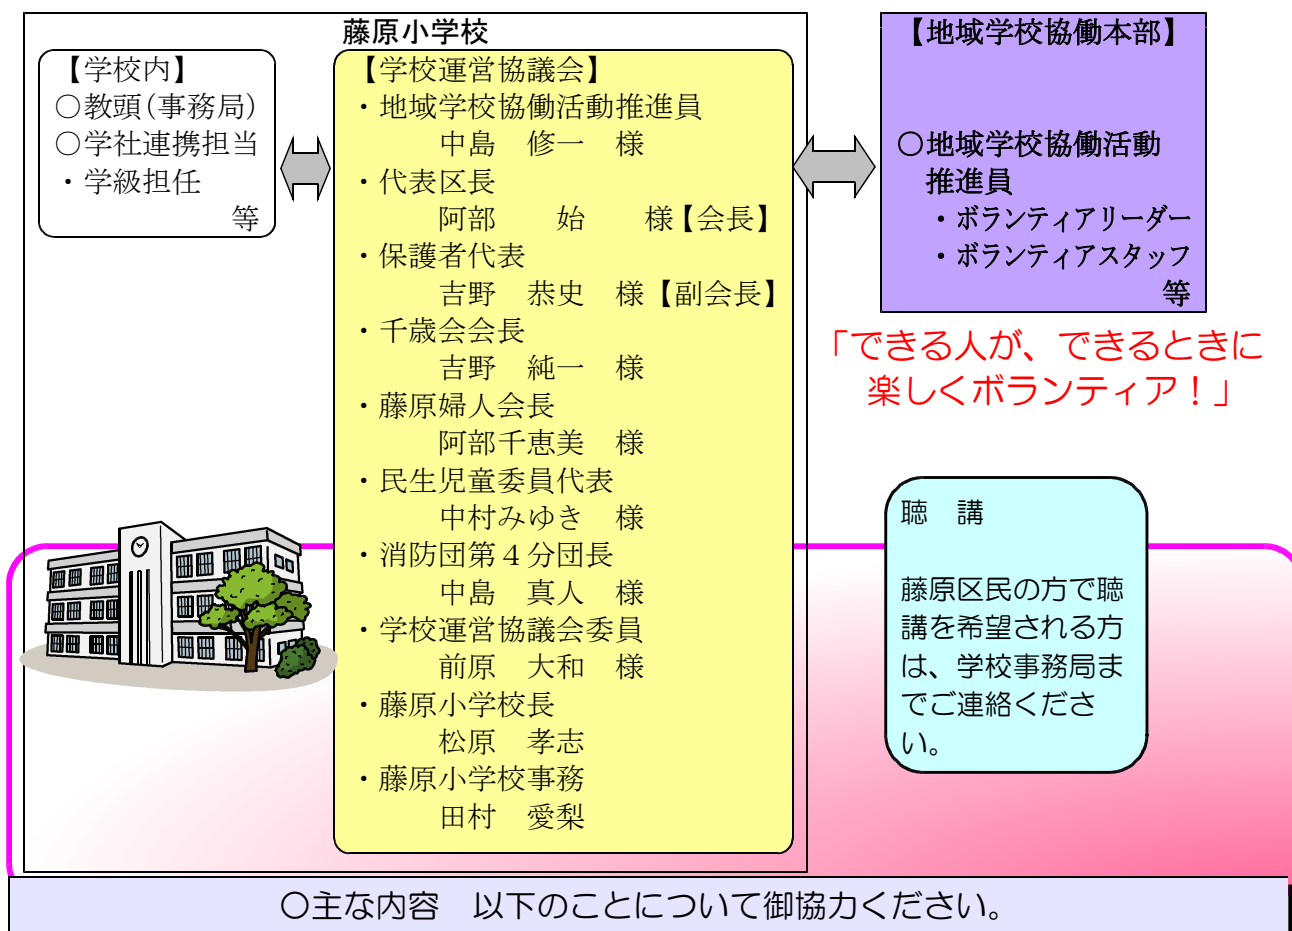 藤原小学校
【学校内】
○教頭(事務局)
○学社連携担当
・学級担任
等
【学校運営協議会】
・地域学校協働活動推進員
中島　修一　様
・代表区長
阿部　　始　　様【会長】
・保護者代表
吉野　恭史　様【副会長】
・千歳会会長
吉野　純一　様
・藤原婦人会長
阿部千恵美　様
・民生児童委員代表
中村みゆき　様
・消防団第４分団長
中島　真人　様
・学校運営協議会委員
前原　大和　様
・藤原小学校長
松原　孝志
・藤原小学校事務
田村　愛梨
【地域学校協働本部】
○地域学校協働活動
推進員
・ボランティアリーダー
・ボランティアスタッフ
等
「できる人が、できるときに
楽しくボランティア！」
聴　講
藤原区民の方で聴
講を希望される方
は、学校事務局ま
でご連絡くださ
い。
○主な内容　以下のことについて御協力ください。